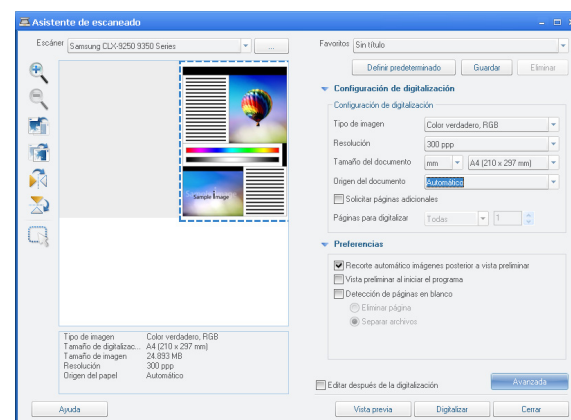 Asistente de escaneado
Escáner Samsung CLX-9250 9350 Series ...
Favoritos Sin título
Definir predeterminado Guardar Eliminar
Configuración de digitalización
Configuración de digitalización
Tipo de imagen Color verdadero, RGB
Resolución 300 ppp
Tamaño del documento mm A4 (210 x 297 mm)
Origen del documento Automático
Solicitar páginas adicionales
Páginas para digitalizar Todas 1
Sample Image
Preferencias
Recorte automático imágenes posterior a vista preliminar
Vista preliminar al iniciar el programa
Detección de páginas en blanco
Eliminar página
Separar archivos
Tipo de imagen Color verdadero, RGB
Tamaño de digitalizac... A4 (210 x 297 mm)
Tamaño de imagen 24.893 MB
Resolución 300 ppp
Origen del papel Automático
Editar después de la digitalización Avanzada
Ayuda Vista previa Digitalizar Cerrar